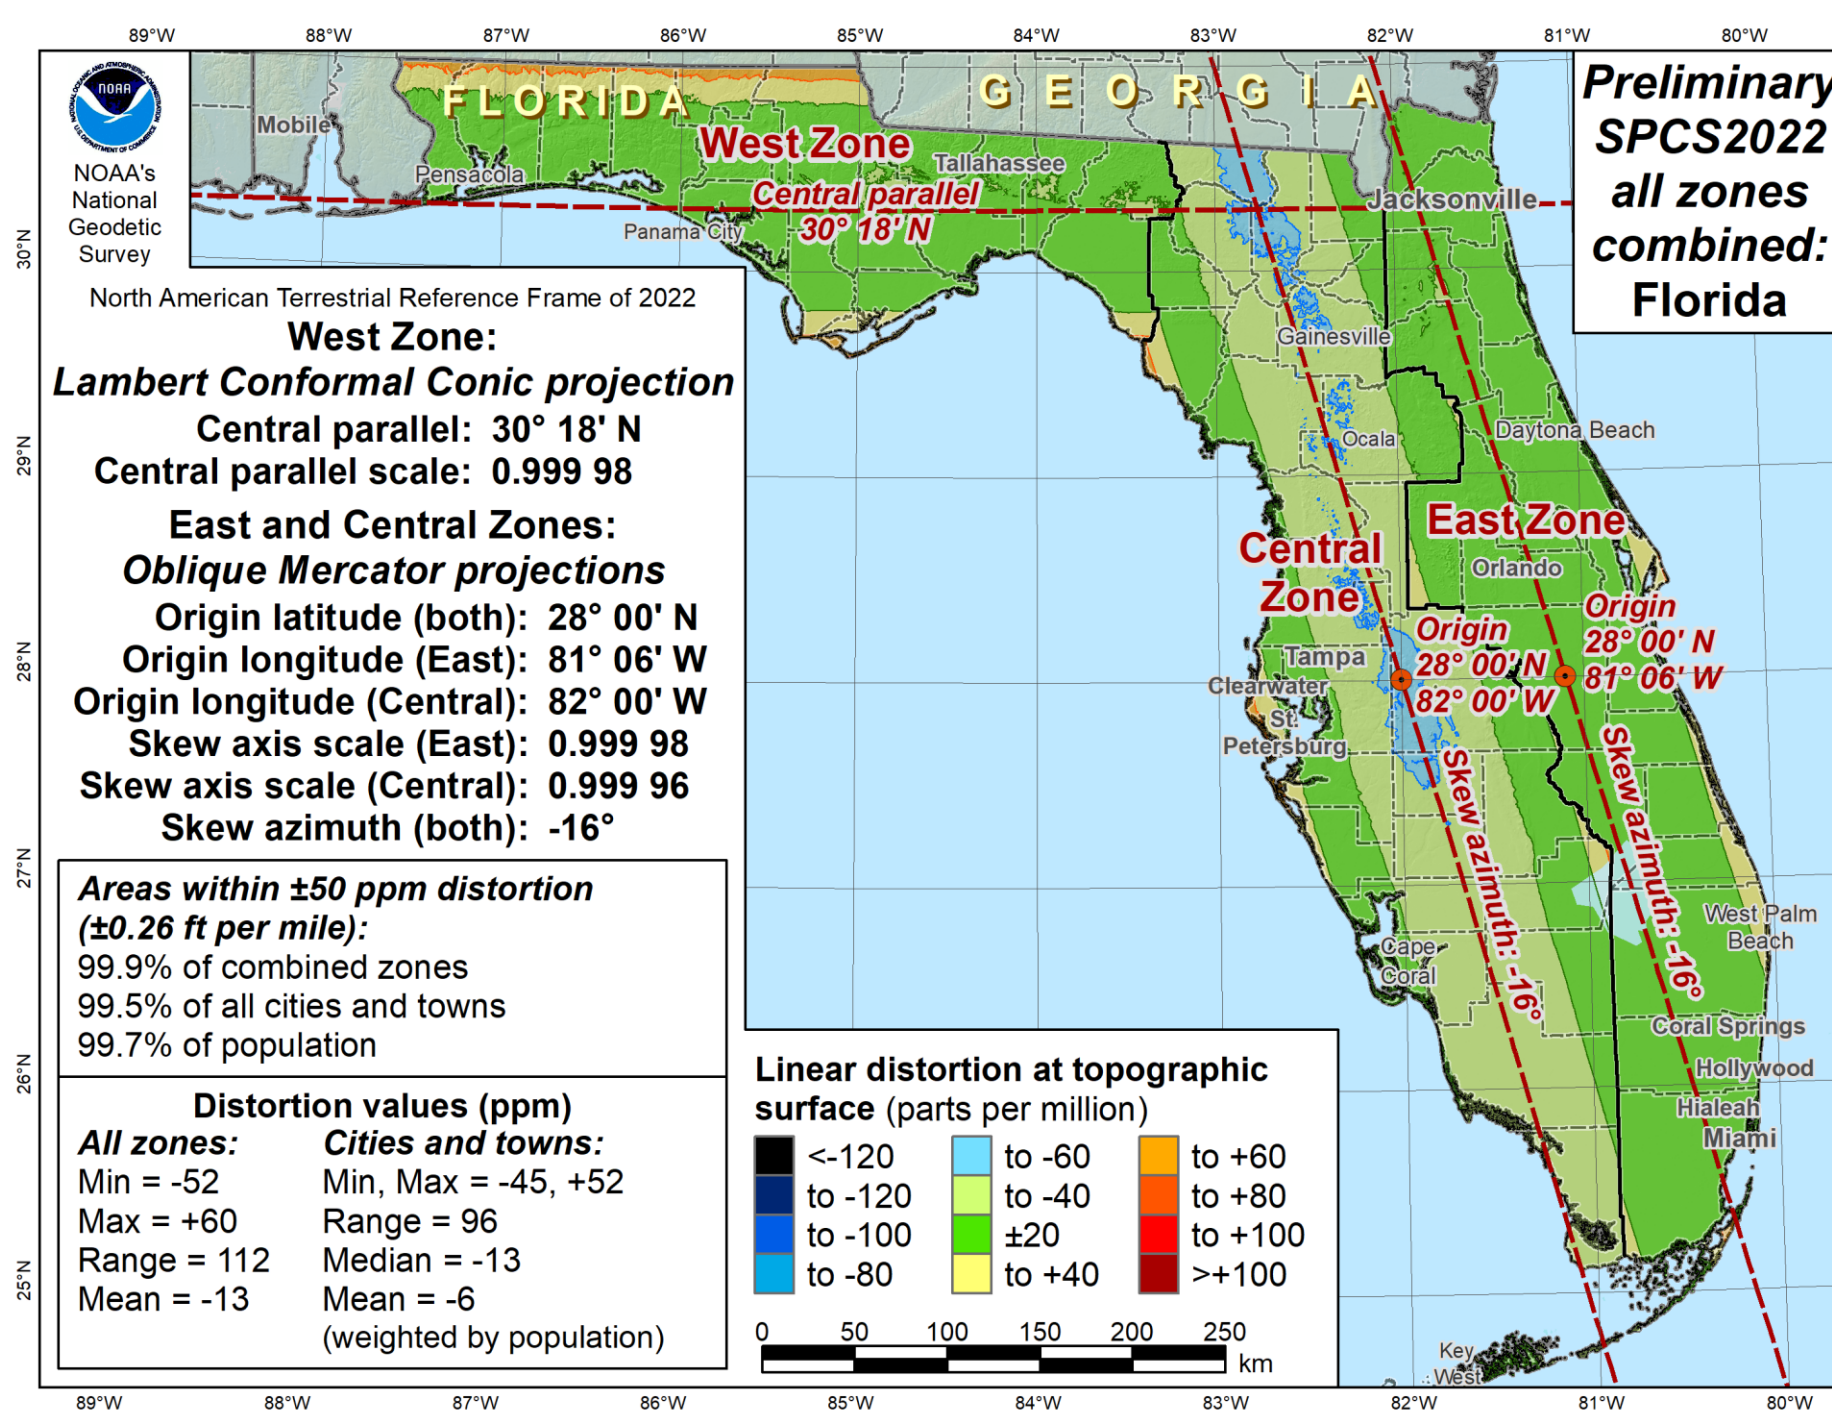 89°W 88°W 87°W 86°W 85°W 84°W 83°W 82°W 81°W 80°W
NOAA
NATIONAL OCEANIC AND ATMOSPHERIC ADMINISTRATION
U.S. DEPARTMENT OF COMMERCE
NOAA's
National
Geodetic
Survey
Preliminary
SPCS2022
all zones
combined:
Florida
FLORIDA
GEORGIA
Mobile
Pensacola
West Zone
Tallahassee
Central parallel
30° 18' N
Panama City
Jacksonville
Gainesville
Ocala
Daytona Beach
East Zone
Central
Zone
Orlando
Origin
28° 00' N
81° 06' W
Origin
28° 00' N
82° 00' W
Tampa
Clearwater
St.
Petersburg
Skew azimuth: -16°
Skew azimuth: -16°
West Palm
Beach
Cape
Coral
Coral Springs
Hollywood
Hialeah
Miami
Key
West
30°N
29°N
28°N
27°N
26°N
25°N
North American Terrestrial Reference Frame of 2022
West Zone:
Lambert Conformal Conic projection
Central parallel: 30° 18' N
Central parallel scale: 0.999 98
East and Central Zones:
Oblique Mercator projections
Origin latitude (both): 28° 00' N
Origin longitude (East): 81° 06' W
Origin longitude (Central): 82° 00' W
Skew axis scale (East): 0.999 98
Skew axis scale (Central): 0.999 96
Skew azimuth (both): -16°
Areas within ±50 ppm distortion
(±0.26 ft per mile):
99.9% of combined zones
99.5% of all cities and towns
99.7% of population
Distortion values (ppm)
All zones: Cities and towns:
Min = -52 Min, Max = -45, +52
Max = +60 Range = 96
Range = 112 Median = -13
Mean = -13 Mean = -6
(weighted by population)
Linear distortion at topographic
surface (parts per million)
<-120 to -60 to +60
to -120 to -40 to +80
to -100 ±20 to +100
to -80 to +40 >+100
0 50 100 150 200 250
km
89°W 88°W 87°W 86°W 85°W 84°W 83°W 82°W 81°W 80°W